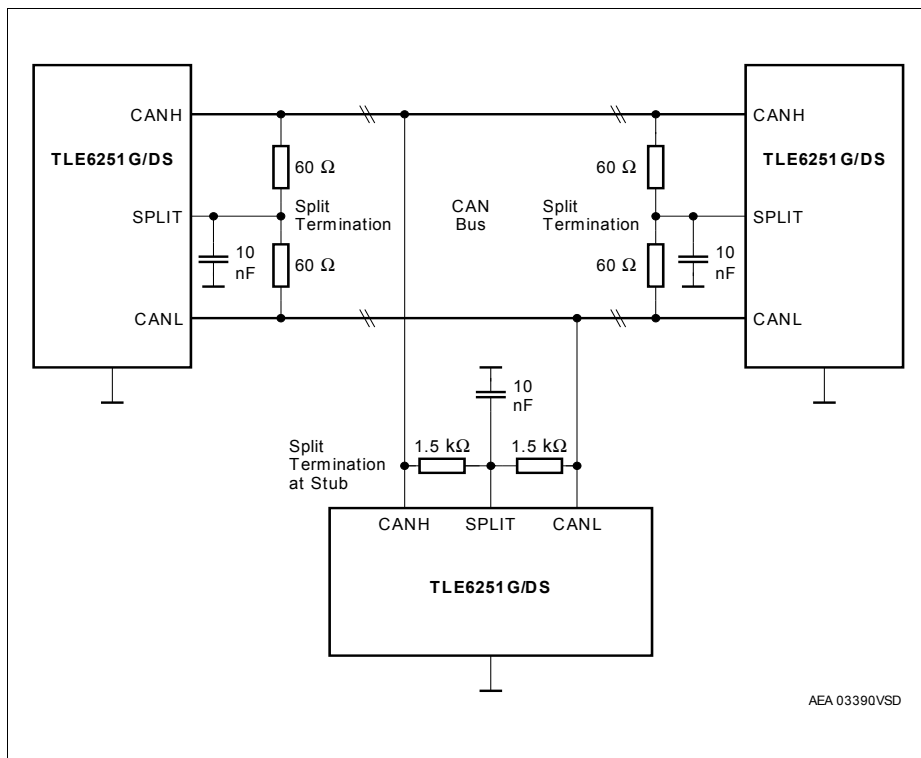 CANH
TLE6251G/DS
SPLIT
CANL
60 Ω
Split
Termination
10
nF
60 Ω
CAN
Bus
60 Ω
Split
Termination
60 Ω
10
nF
CANH
TLE6251G/DS
SPLIT
CANL
10
nF
Split
Termination
at Stub
1.5 kΩ
1.5 kΩ
CANH
SPLIT
CANL
TLE6251G/DS
AEA 03390.VSD